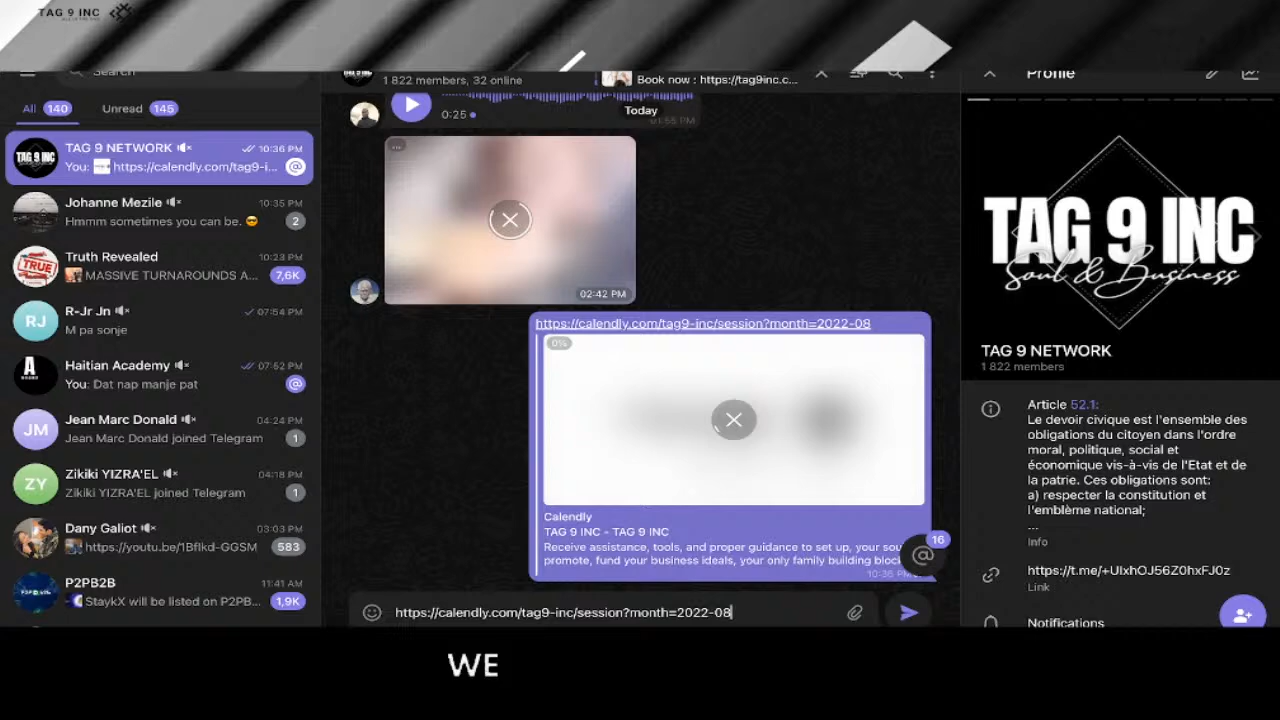 TAG 9 INC
Search
All 140
Unread 145
TAG 9 NETWORK
10:36 PM
You: https://calendly.com/tag9-i...
@
Johanne Mezile
10:35 PM
Hmmm sometimes you can be. 😎
2
Truth Revealed
10:23 PM
MASSIVE TURNAROUNDS A...
7,6K
RJ
R-Jr Jn
07:54 PM
M pa sonje
Haitian Academy
07:52 PM
You: Dat nap manje pat
@
JM
Jean Marc Donald
04:24 PM
Jean Marc Donald joined Telegram
1
ZY
Zikiki YIZRA'EL
04:18 PM
Zikiki YIZRA'EL joined Telegram
1
Dany Galiot
03:03 PM
https://youtu.be/1Bflkd-GGSM
583
P2PB2B
11:41 AM
StaykX will be listed on P2PB...
1,9K
1 822 members, 32 online
Book now : https://tag9inc.c...
0:25
Today
01:55 PM
02:42 PM
https://calendly.com/tag9-inc/session?month=2022-08
0%
Calendly
TAG 9 INC - TAG 9 INC
Receive assistance, tools, and proper guidance to set up, your sou
promote, fund your business ideals, your only family building block
10:36 PM
16
@
https://calendly.com/tag9-inc/session?month=2022-08
Profile
TAG 9 INC
Soul & Business
TAG 9 NETWORK
1 822 members
Article 52.1:
Le devoir civique est l'ensemble des
obligations du citoyen dans l'ordre
moral, politique, social et
économique vis-à-vis de l'Etat et de
la patrie. Ces obligations sont:
a) respecter la constitution et
l'emblème national;
...
Info
https://t.me/+UIxhOJ56Z0hxFJ0z
Link
Notifications
WE